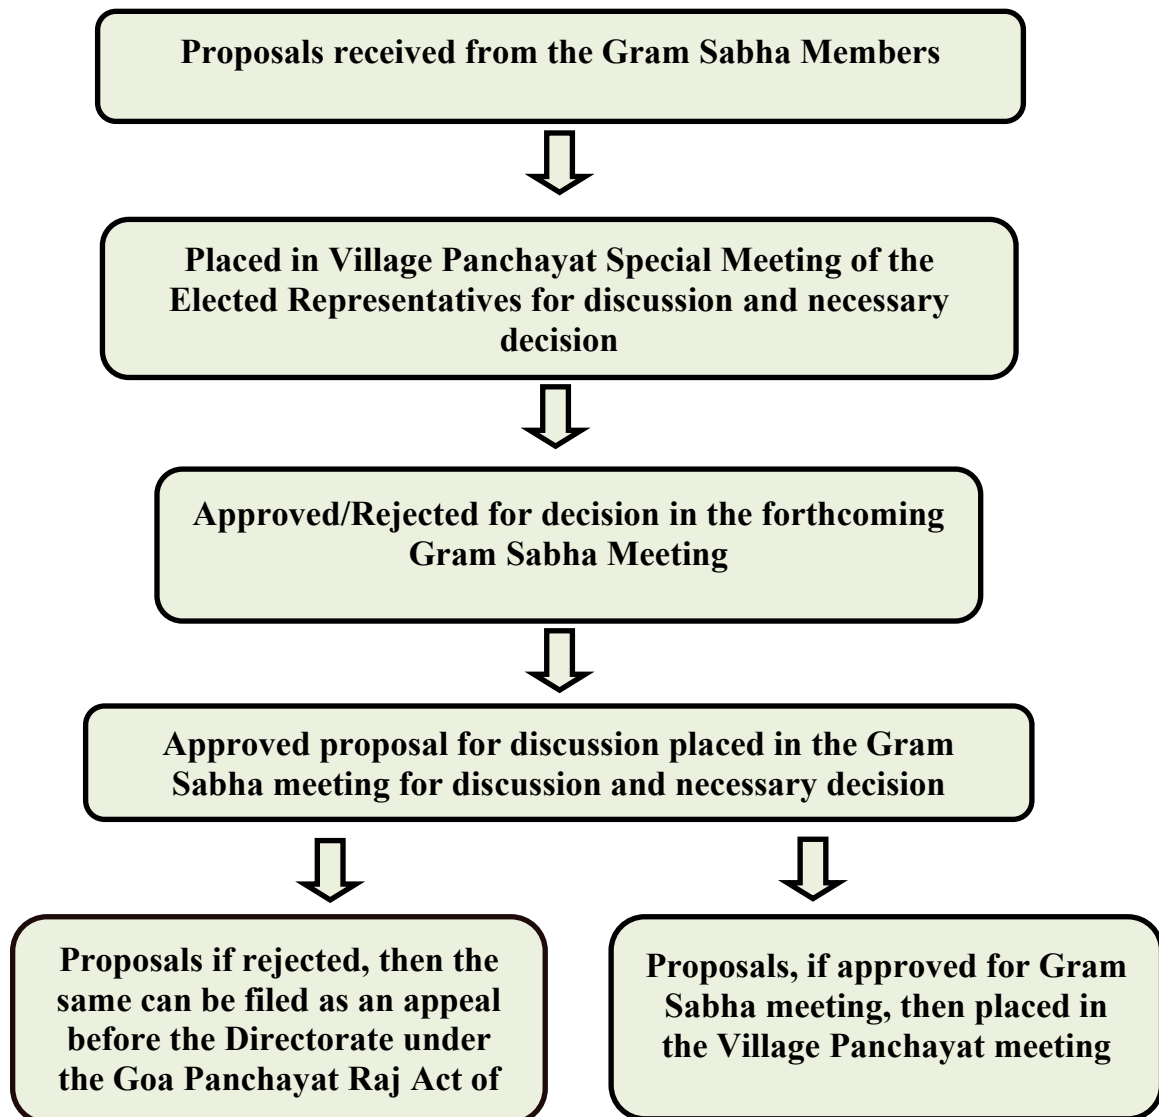 Proposals received from the Gram Sabha Members
Placed in Village Panchayat Special Meeting of the
Elected Representatives for discussion and necessary
decision
Approved/Rejected for decision in the forthcoming
Gram Sabha Meeting
Approved proposal for discussion placed in the Gram
Sabha meeting for discussion and necessary decision
Proposals if rejected, then the
same can be filed as an appeal
before the Directorate under
the Goa Panchayat Raj Act of
Proposals, if approved for Gram
Sabha meeting, then placed in
the Village Panchayat meeting